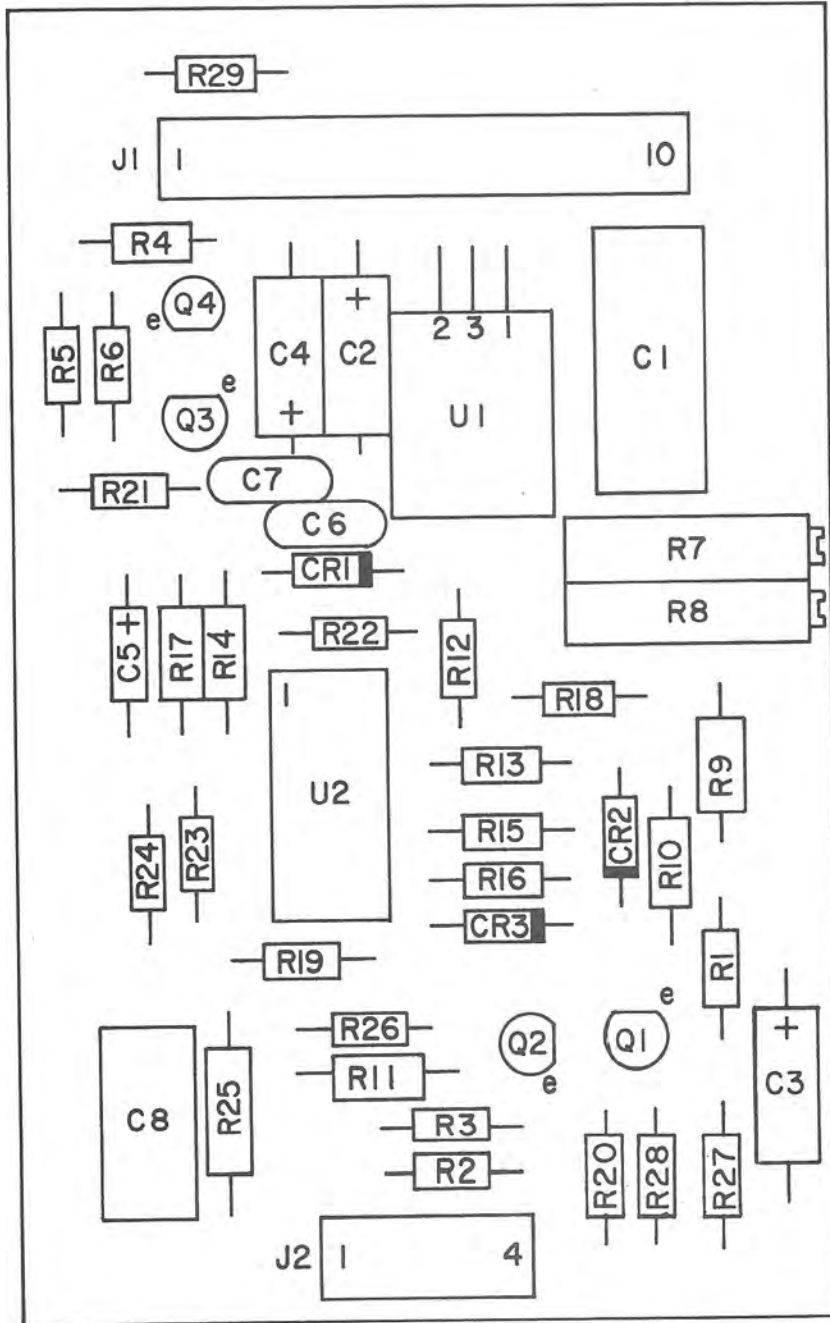 R29
J1 1 10
R4
Q4
e
+
2 3 1
C4
C2
C1
R5
R6
e
Q3
+
U1
C7
R21
C6
R7
CR1
R8
C5+
R17
R14
R22
R12
1
R18
R13
R9
U2
CR2
R15
R24
R23
R16
R10
CR3
R19
R1
e
R26
Q2
Q1
+
R11
e
C3
C8
R25
R3
R2
R20
R28
R27
J2 1 4